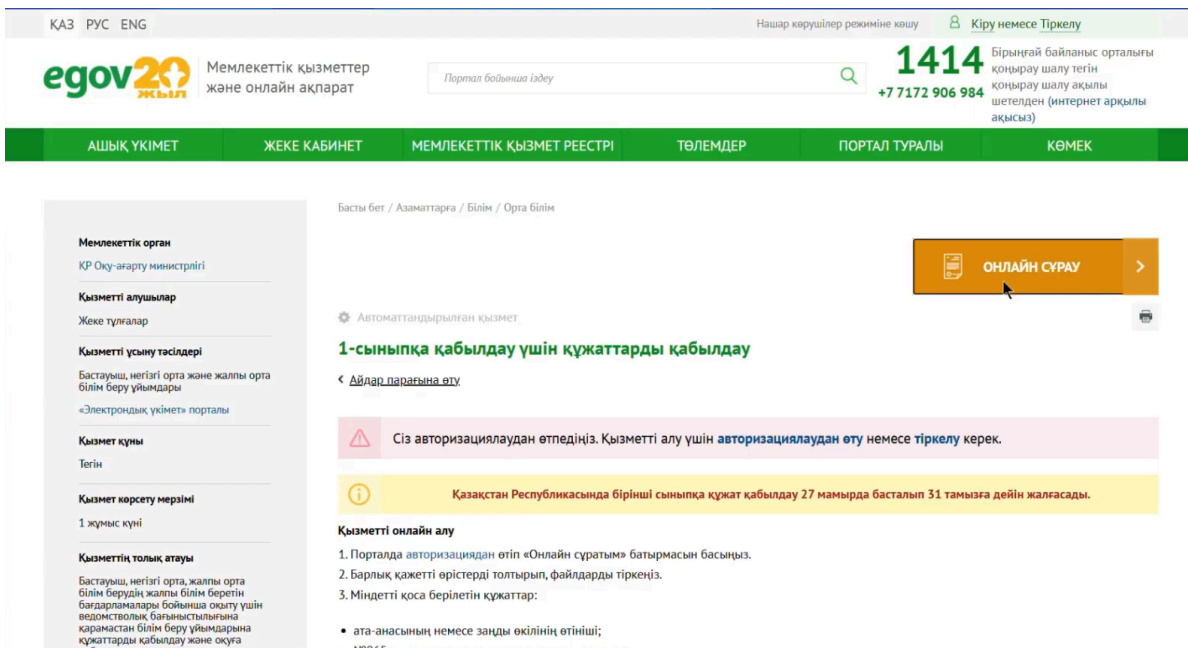 ҚАЗ РУС ENG
Нашар көрушілер режиміне көшу
Кіру немесе Тіркелу
egov20
ЖЫЛ
Мемлекеттік қызметтер
және онлайн ақпарат
Портал бойынша іздеу
1414
+7 7172 906 984
Бірыңғай байланыс орталығы
қоңырау шалу тегін
қоңырау шалу ақылы
шетелден (интернет арқылы
ақысыз)
АШЫҚ ҮКІМЕТ
ЖЕКЕ КАБИНЕТ
МЕМЛЕКЕТТІК ҚЫЗМЕТ РЕЕСТРІ
ТӨЛЕМДЕР
ПОРТАЛ ТУРАЛЫ
КӨМЕК
Мемлекеттік орган
ҚР Оқу-ағарту министрлігі
Қызметті алушылар
Жеке тұлғалар
Қызметті ұсыну тәсілдері
Бастауыш, негізгі орта және жалпы орта
білім беру ұйымдары
«Электрондық үкімет» порталы
Қызмет құны
Тегін
Қызмет көрсету мерзімі
1 жұмыс күні
Қызметтің толық атауы
Бастауыш, негізгі орта, жалпы орта
білім берудің жалпы білім беретін
бағдарламалары бойынша оқыту үшін
ведомстволық бағыныстылығына
қарамастан білім беру ұйымдарына
құжаттарды қабылдау және оқуға
Басты бет / Азаматтарға / Білім / Орта білім
ОНЛАЙН СҰРАУ
Автоматтандырылған қызмет
1-сыныпқа қабылдау үшін құжаттарды қабылдау
Айдар парағына өту
Сіз авторизациялаудан өтпедіңіз. Қызметті алу үшін авторизациялаудан өту немесе тіркелу керек.
Қазақстан Республикасында бірінші сыныпқа құжат қабылдау 27 мамырда басталып 31 тамызға дейін жалғасады.
Қызметті онлайн алу
1. Порталда авторизациядан өтіп «Онлайн сұратым» батырмасын басыңыз.
2. Барлық қажетті өрістерді толтырып, файлдарды тіркеңіз.
3. Міндетті қоса берілетін құжаттар:
• ата-анасының немесе заңды өкілінің өтініші;